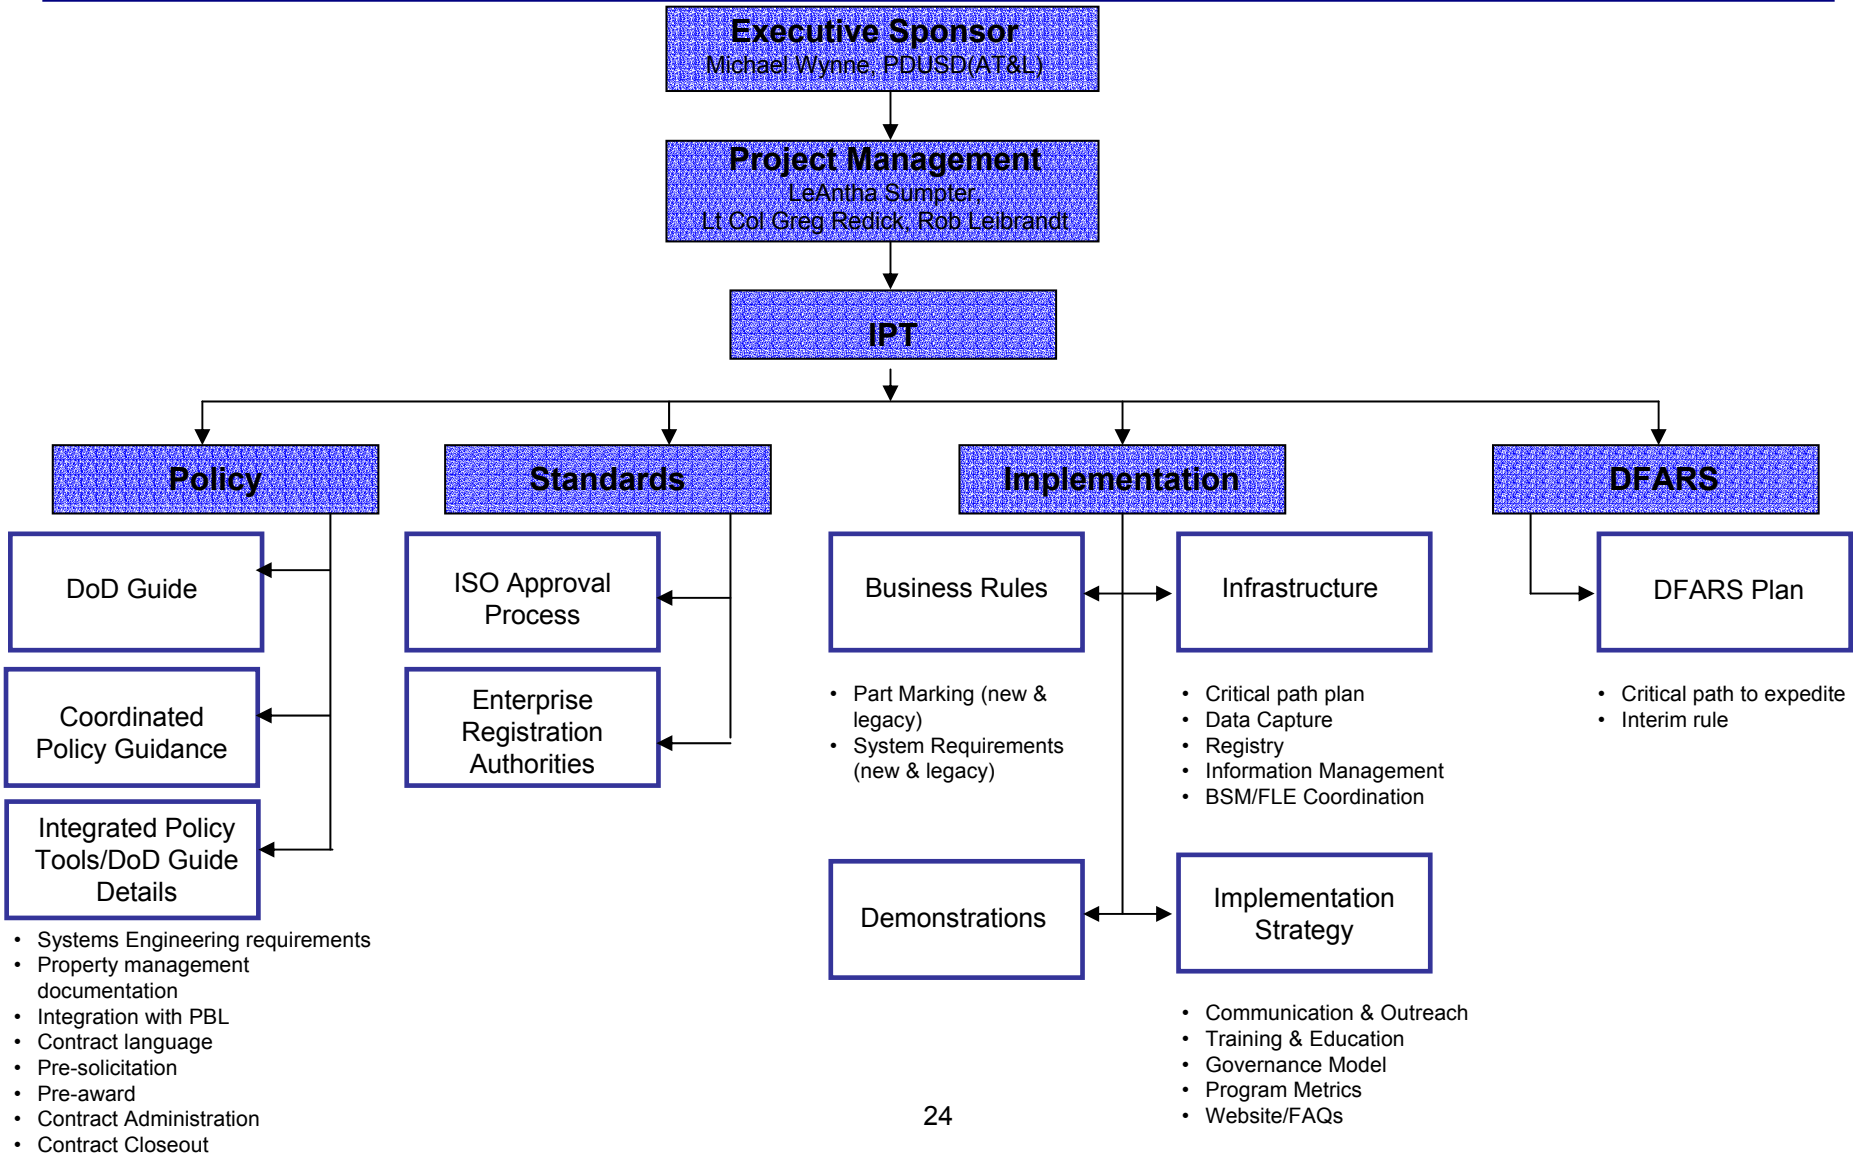 Executive Sponsor
Michael Wynne, PDUSD(AT&L)
Project Management
LeAntha Sumpter,
Lt Col Greg Redick, Rob Leibrandt
IPT
Policy
Standards
Implementation
DFARS
DoD Guide
Coordinated
Policy Guidance
Integrated Policy
Tools/DoD Guide
Details
• Systems Engineering requirements
• Property management
documentation
• Integration with PBL
• Contract language
• Pre-solicitation
• Pre-award
• Contract Administration
• Contract Closeout
ISO Approval
Process
Enterprise
Registration
Authorities
Business Rules
• Part Marking (new &
legacy)
• System Requirements
(new & legacy)
Infrastructure
• Critical path plan
• Data Capture
• Registry
• Information Management
• BSM/FLE Coordination
Demonstrations
Implementation
Strategy
• Communication & Outreach
• Training & Education
• Governance Model
• Program Metrics
• Website/FAQs
DFARS Plan
• Critical path to expedite
• Interim rule
24